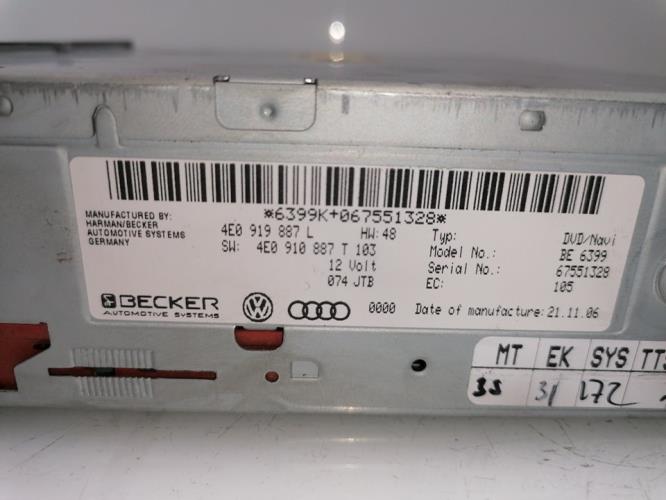 *6399K+067551328*
MANUFACTURED BY:
HARMAN/BECKER
AUTOMOTIVE SYSTEMS
GERMANY
4E0 919 887 L HW: 48
SW: 4E0 910 887 T 103
12 Volt
074 JTB
Typ: DVD/Navi
Model No.: BE 6399
Serial No.: 67551328
EC: 105
BECKER
AUTOMOTIVE SYSTEMS
0000 Date of manufacture: 21.11.06
MT EK SYS TTS
172